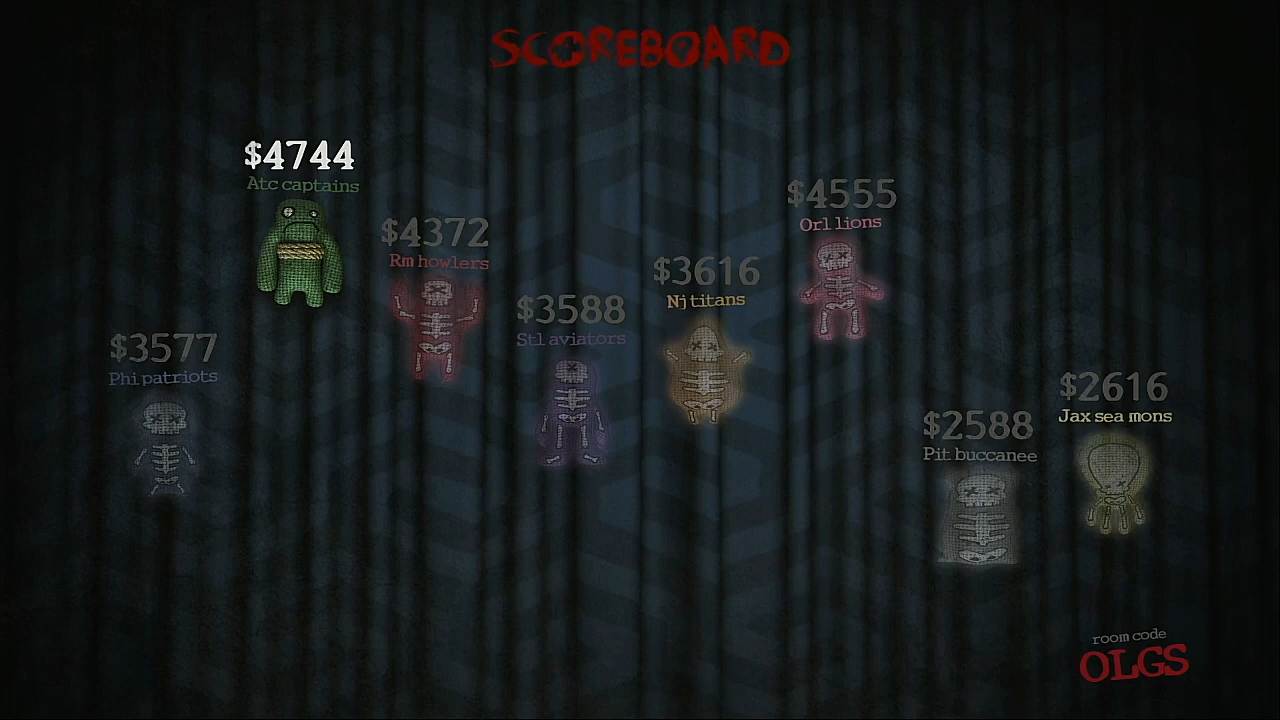 SCOREBOARD
$4744
Atc captains
$4555
Orl lions
$4372
Rm howlers
$3616
Nj titans
$3588
Stl aviators
$3577
Phi patriots
$2616
Jax sea mons
$2588
Pit buccanee
room code
OLGS